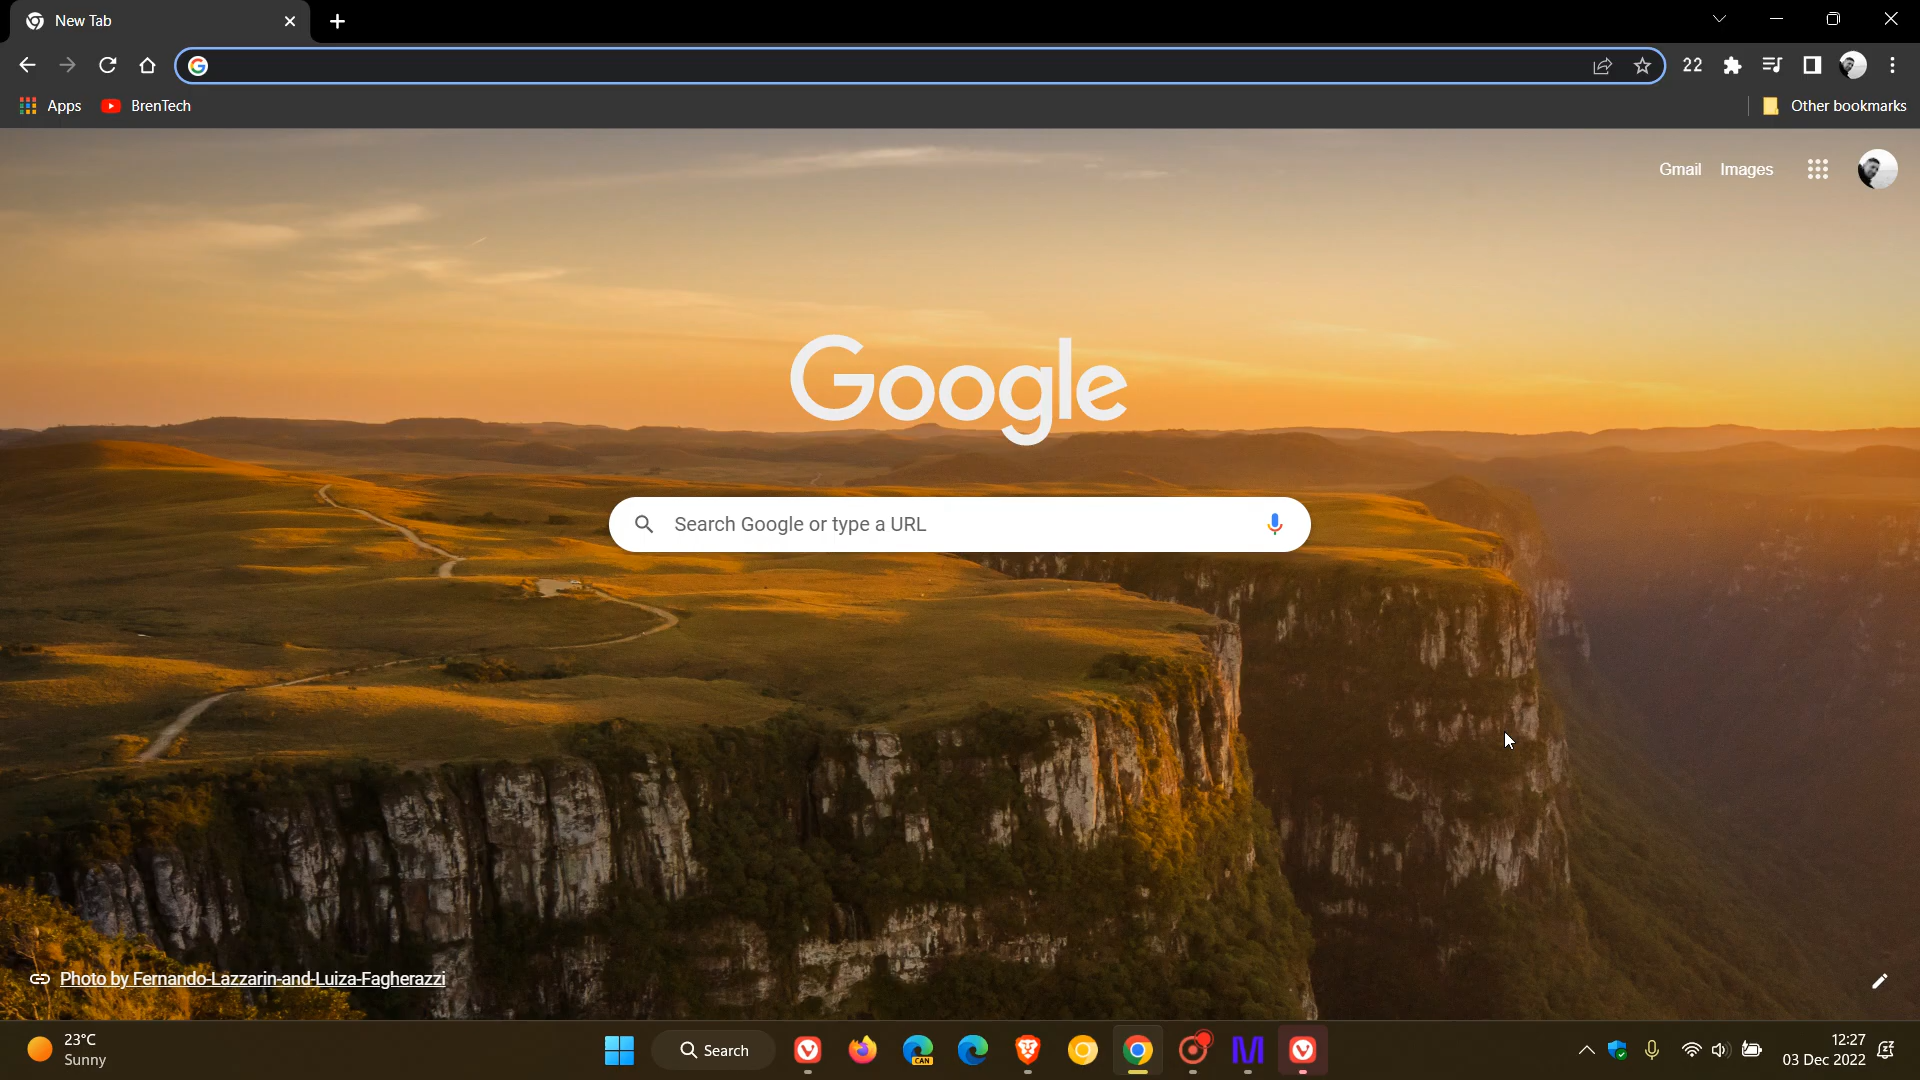 New Tab
22
Apps
BrenTech
Other bookmarks
Gmail
Images
Google
Search Google or type a URL
Photo by Fernando-Lazzarin-and-Luiza-Fagherazzi
23°C
Sunny
Search
CAN
12:27
03 Dec 2022